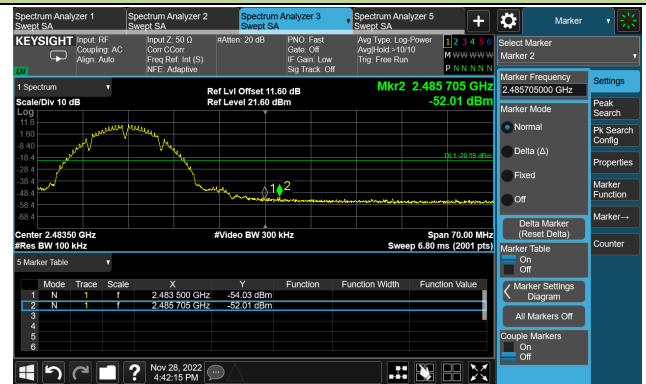 Spectrum Analyzer 1
Swept SA
Spectrum Analyzer 2
Swept SA
Spectrum Analyzer 3
Swept SA
Spectrum Analyzer 5
Swept SA
+
Marker
KEYSIGHT
Input: RF
Coupling: AC
Align: Auto
Input Z: 50 Ω
Corr CCorr
Freq Ref: Int (S)
NFE: Adaptive
#Atten: 20 dB
PNO: Fast
Gate: Off
IF Gain: Low
Sig Track: Off
Avg Type: Log-Power
Avg|Hold:>10/10
Trig: Free Run
1 2 3 4 5 6
M W W W W W
P N N N N N
LXI
Select Marker
Marker 2
1 Spectrum
Scale/Div 10 dB
Log
Ref Lvl Offset 11.60 dB
Ref Level 21.60 dBm
Mkr2 2.485 705 GHz
-52.01 dBm
11.6
1.60
-8.40
-18.4
-28.4
-38.4
-48.4
-58.4
-68.4
DL1 -20.59 dBm
1
2
Center 2.48350 GHz
#Res BW 100 kHz
#Video BW 300 kHz
Span 70.00 MHz
Sweep 6.80 ms (2001 pts)
5 Marker Table
Mode Trace Scale X Y Function Function Width Function Value
1 N 1 f 2.483 500 GHz -54.03 dBm
2 N 1 f 2.485 705 GHz -52.01 dBm
3
4
5
6
Marker Frequency
2.485705000 GHz
Marker Mode
Normal
Delta (Δ)
Fixed
Off
Delta Marker
(Reset Delta)
Marker Table
On
Off
Marker Settings
Diagram
All Markers Off
Couple Markers
On
Off
Settings
Peak
Search
Pk Search
Config
Properties
Marker
Function
Marker→
Counter
?
Nov 28, 2022
4:42:15 PM